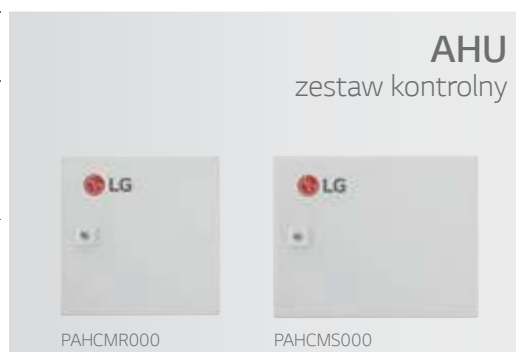 AHU
zestaw kontrolny
LG
LG
PAHCMR000
PAHCMS000